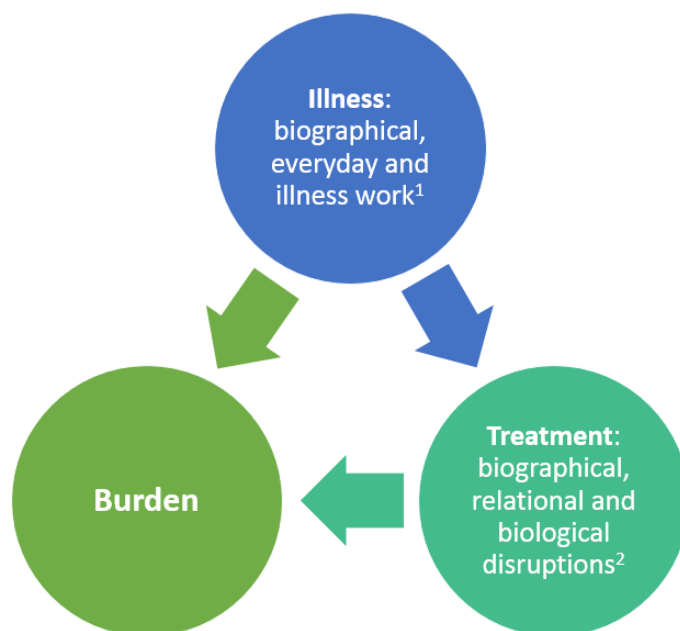 Illness:
biographical,
everyday and
illness work¹
Treatment:
biographical,
relational and
biological
disruptions²
Burden